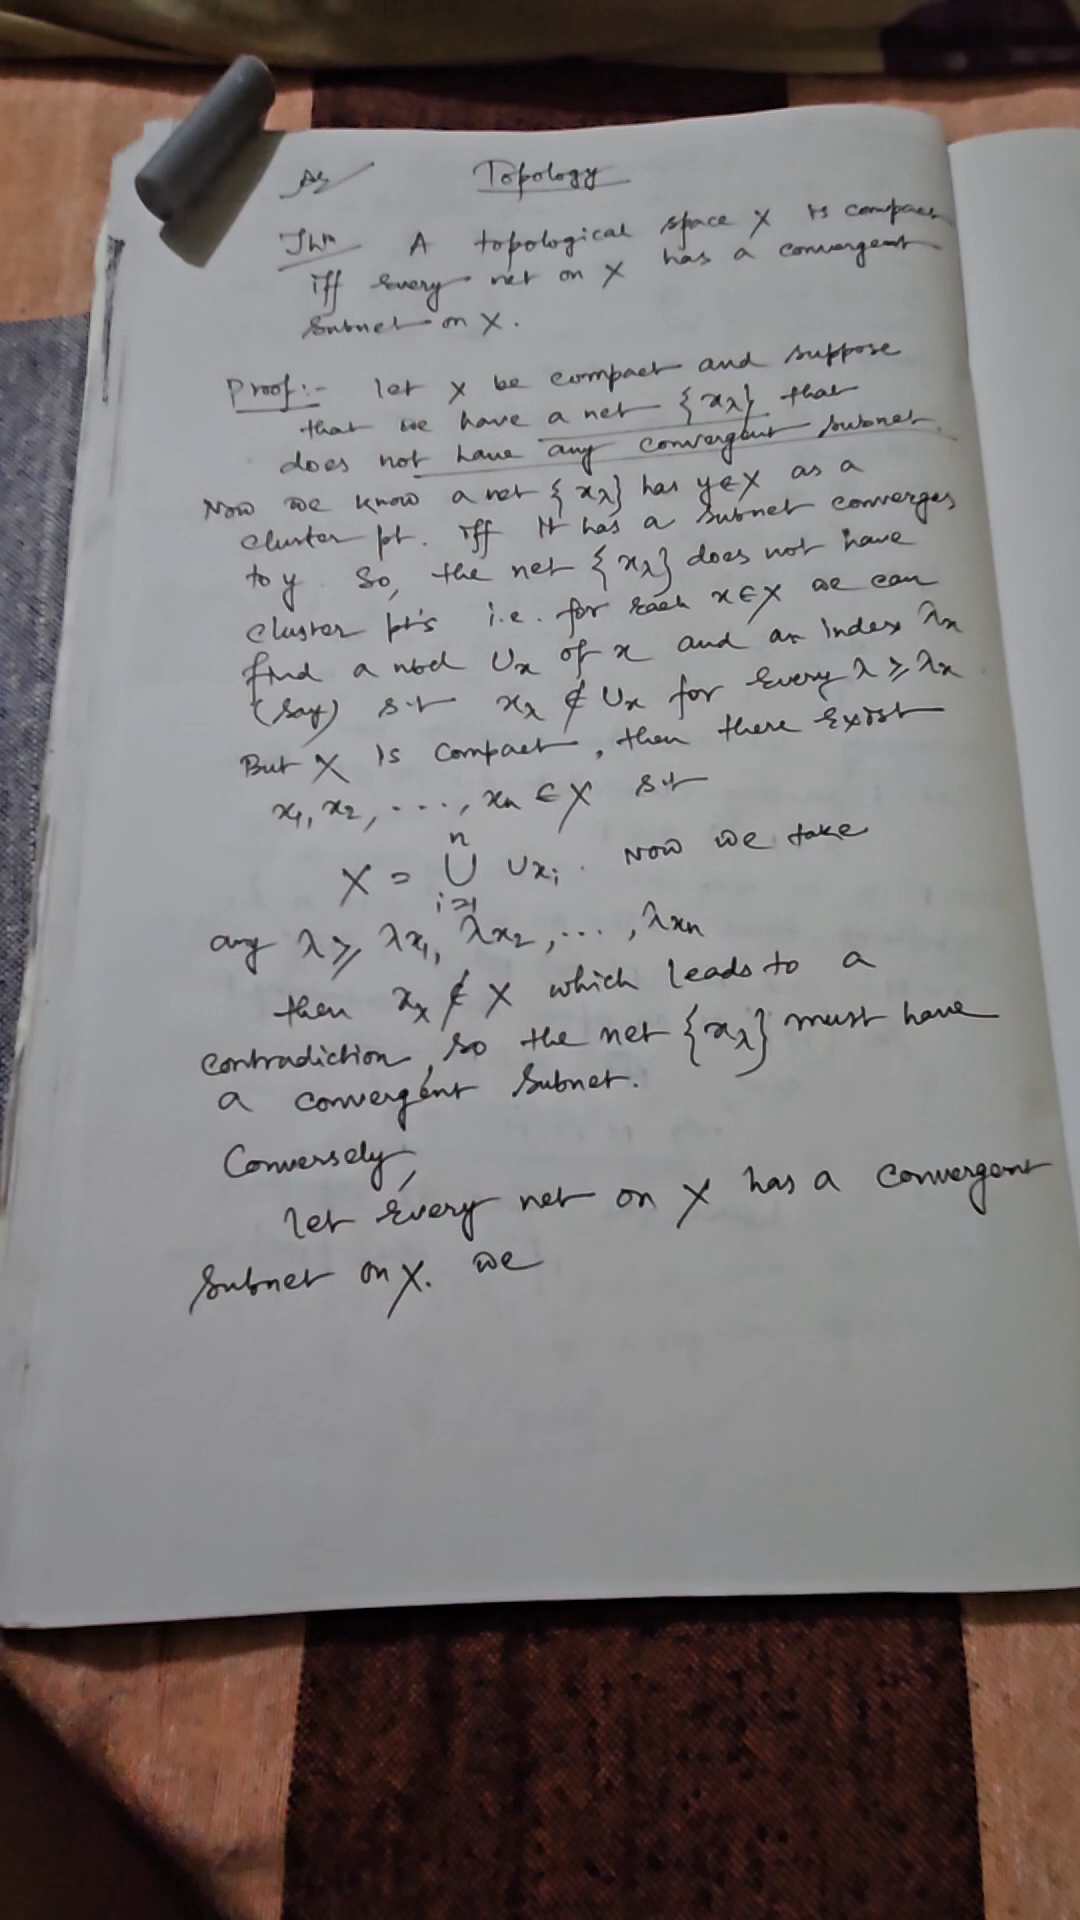 Topology
Thm A topological space X is compact
iff every net on X has a convergent
subnet on X.
Proof:- let X be compact and suppose
that we have a net {xλ} that
does not have any convergent subnet.
Now we know a net {xλ} has y∈X as a
cluster pt. iff it has a subnet converges
to y. So, the net {xλ} does not have
cluster pt's i.e. for each x∈X we can
find a nbd Ux of x and an index λx
(say) s.t xλ ∉ Ux for every λ ≥ λx
But X is compact, then there exist
x1, x2, ..., xn ∈ X s.t
X = ⋃ⁿᵢ₌₁ Uxi. Now we take
any λ ≥ λx1, λx2, ..., λxn
then xλ ∉ X which leads to a
contradiction, so the net {xλ} must have
a convergent subnet.
Conversely,
let every net on X has a convergent
subnet on X. we